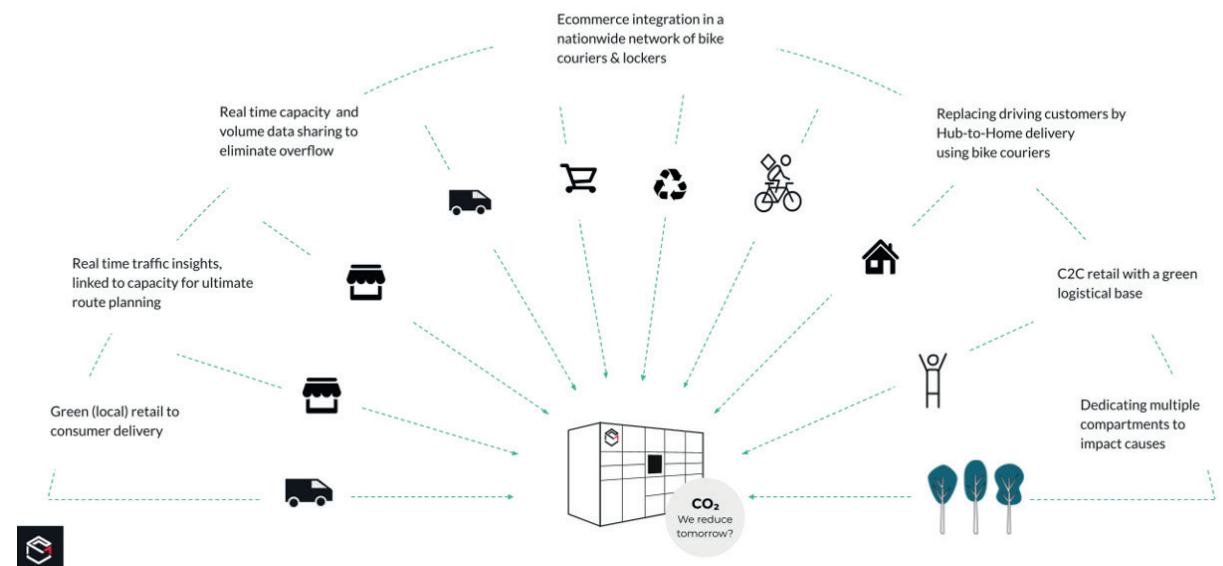 Ecommerce integration in a
nationwide network of bike
couriers & lockers
Real time capacity and
volume data sharing to
eliminate overflow
Replacing driving customers by
Hub-to-Home delivery
using bike couriers
Real time traffic insights,
linked to capacity for ultimate
route planning
C2C retail with a green
logistical base
Green (local) retail to
consumer delivery
Dedicating multiple
compartments to
impact causes
CO₂
We reduce
tomorrow?